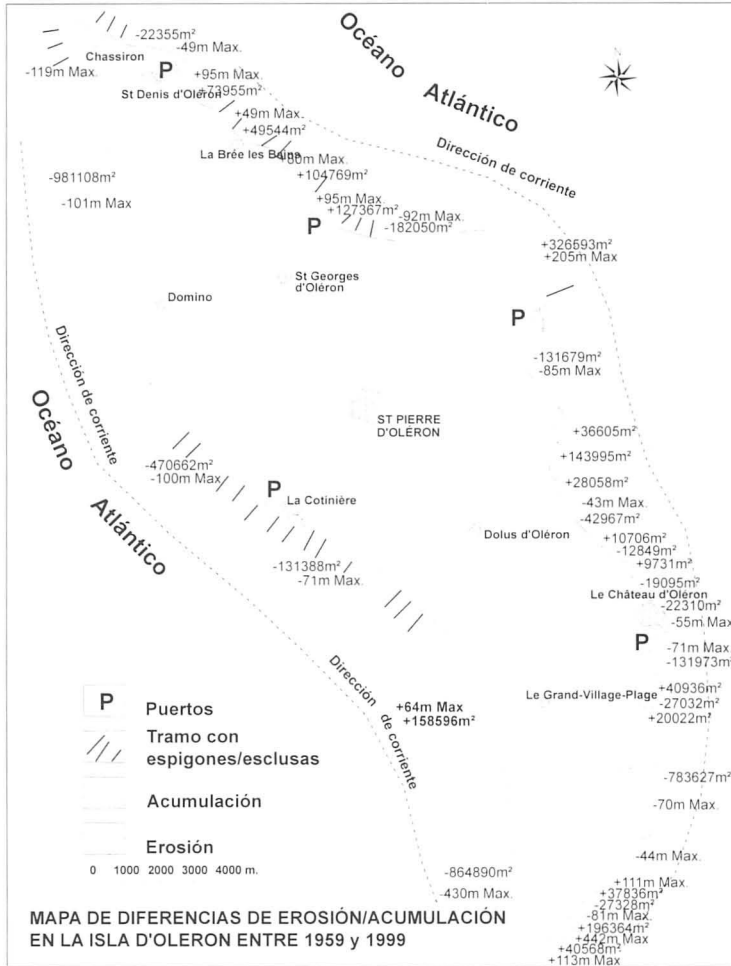 -22355m²
-49m Max.
Chassiron
-119m Max.
P
St Denis d'Oléron
+95m Max.
+73955m²
Océano Atlántico
+49m Max.
+49544m²
La Brée les Bains
+80m Max.
+104769m²
Dirección de corriente
-981108m²
-101m Max
+95m Max.
+127367m²
-92m Max.
-182050m²
P
+326593m²
+205m Max
St Georges
d'Oléron
Domino
P
Dirección de corriente
-131679m²
-85m Max.
Océano Atlántico
ST PIERRE
D'OLÉRON
+36605m²
+143995m²
-470662m²
-100m Max.
P
La Cotinière
+28058m²
-43m Max.
-42967m²
Dolus d'Oléron
+10706m²
-12849m²
+9731m²
-131388m²
-71m Max.
-19095m²
Le Château d'Oléron
-22310m²
-55m Max
P
-71m Max.
-131973m²
Dirección de corriente
+64m Max
+158596m²
Le Grand-Village-Plage
+40936m²
-27032m²
+20022m²
P Puertos
Tramo con
espigones/esclusas
Acumulación
Erosión
0 1000 2000 3000 4000 m.
-783627m²
-70m Max.
-44m Max.
-864890m²
-430m Max.
+111m Max.
+37836m²
-27328m²
-81m Max.
+196364m²
+442m Max
+40568m²
+113m Max
MAPA DE DIFERENCIAS DE EROSIÓN/ACUMULACIÓN
EN LA ISLA D'OLERON ENTRE 1959 y 1999